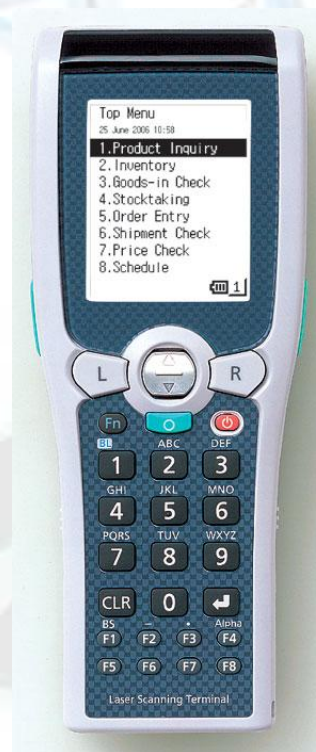 Top Menu
25 June 2006 10:58
1.Product Inquiry
2.Inventory
3.Goods-in Check
4.Stocktaking
5.Order Entry
6.Shipment Check
7.Price Check
8.Schedule
1
L R
Fn
BL ABC DEF
1 2 3
GHI JKL MNO
4 5 6
PQRS TUV WXYZ
7 8 9
CLR 0
BS - . Alpha
F1 F2 F3 F4
F5 F6 F7 F8
Laser Scanning Terminal